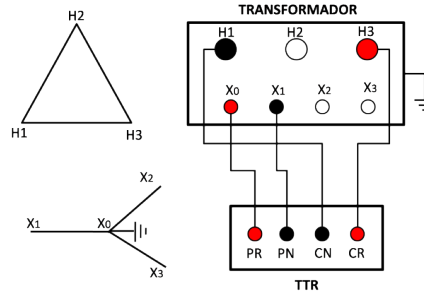 TRANSFORMADOR
H2
H1 H3
H1 H2 H3
X0 X1 X2 X3
X2
X1 X0
X3
PR PN CN CR
TTR